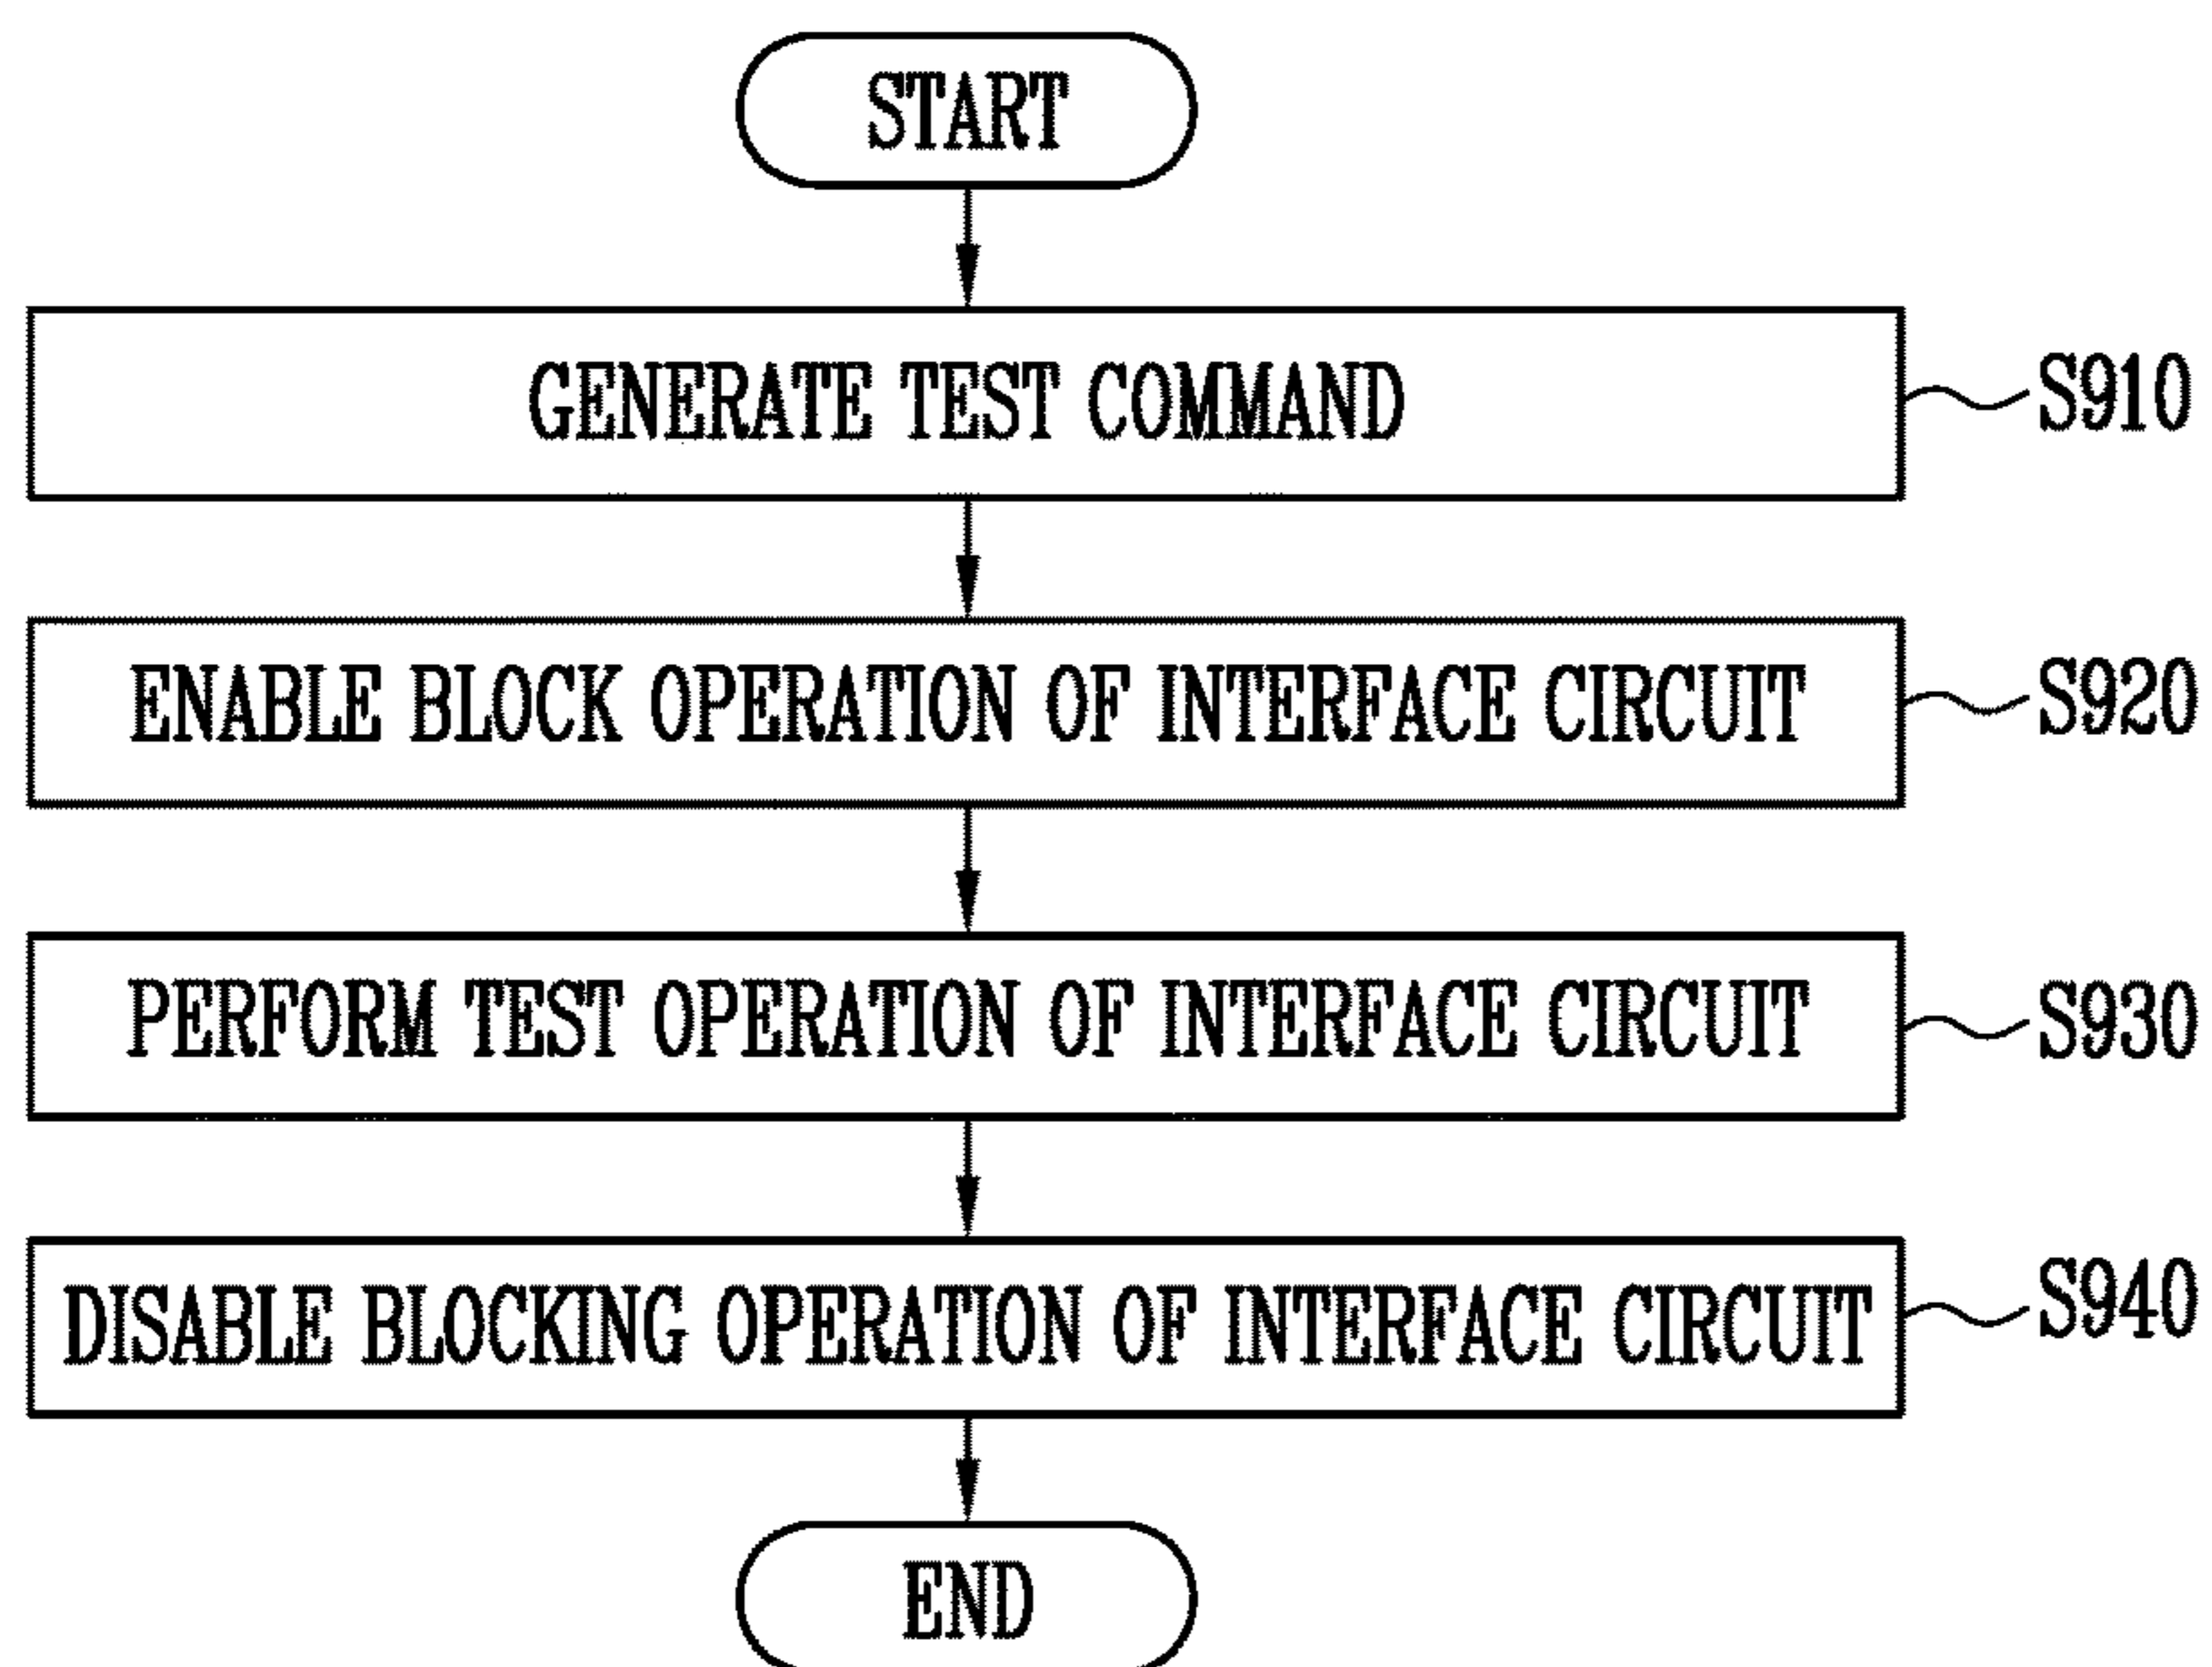 START
GENERATE TEST COMMAND
S910
ENABLE BLOCK OPERATION OF INTERFACE CIRCUIT
S920
PERFORM TEST OPERATION OF INTERFACE CIRCUIT
S930
DISABLE BLOCKING OPERATION OF INTERFACE CIRCUIT
S940
END